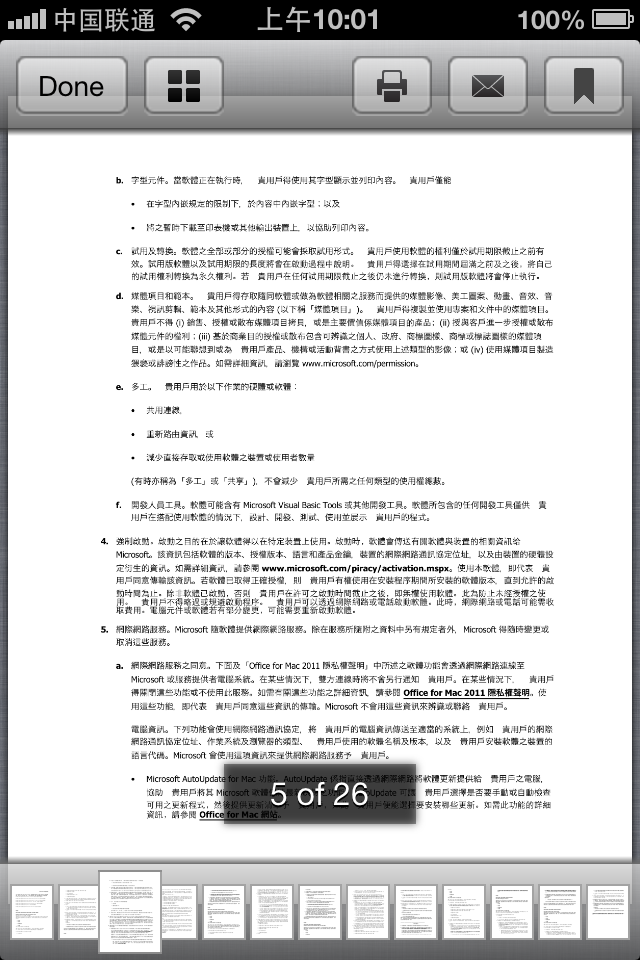 中国联通
上午10:01
100%
Done
b. 字型元件。當軟體正在執行時， 貴用戶得使用其字型顯示並列印內容。 貴用戶僅能
• 在字型內嵌規定的限制下，於內容中內嵌字型；以及
• 將之暫時下載至印表機或其他輸出裝置上，以協助列印內容。
c. 試用及轉換。軟體之全部或部分的授權可能會採取試用形式。 貴用戶使用軟體的權利僅於試用期限截止之前有
效。試用版軟體以及試用期限的長度將會在啟動過程中說明。 貴用戶得選擇在試用期間屆滿之前及之後，將自己
的試用權利轉換為永久權利。若 貴用戶在任何試用期限截止之後仍未進行轉換，則試用版軟體將會停止執行。
d. 媒體項目和範本。 貴用戶得存取隨同軟體或做為軟體相關之服務而提供的媒體影像、美工圖案、動畫、音效、音
樂、視訊剪輯、範本及其他形式的內容 (以下稱「媒體項目」)。 貴用戶得複製並使用專案和文件中的媒體項目。
貴用戶不得 (i) 銷售、授權或散布媒體項目拷貝，或是主要價值係媒體項目的產品；(ii) 授與客戶進一步授權或散布
媒體元件的權利；(iii) 基於商業目的授權或散布包含可辨識之個人、政府、商標圖樣、商標或標誌圖樣的媒體項
目，或是以可能聯想到或為 貴用戶產品、機構或活動背書之方式使用上述類型的影像；或 (iv) 使用媒體項目製造
猥褻或誹謗性之作品。如需詳細資訊，請瀏覽 www.microsoft.com/permission。
e. 多工。 貴用戶用於以下作業的硬體或軟體：
• 共用連線，
• 重新路由資訊，或
• 減少直接存取或使用軟體之裝置或使用者數量
(有時亦稱為「多工」或「共享」)，不會減少 貴用戶所需之任何類型的使用權總數。
f. 開發人員工具。軟體可能含有 Microsoft Visual Basic Tools 或其他開發工具。軟體所包含的任何開發工具僅供 貴
用戶在搭配使用軟體的情況下，設計、開發、測試、使用並展示 貴用戶的程式。
4. 強制啟動。啟動之目的在於讓軟體得以在特定裝置上使用。啟動時，軟體會傳送有關軟體與裝置的相關資訊給
Microsoft。該資訊包括軟體的版本、授權版本、語言和產品金鑰，裝置的網際網路通訊協定位址，以及由裝置的硬體設
定衍生的資訊。如需詳細資訊，請參閱 www.microsoft.com/piracy/activation.mspx。使用本軟體，即代表 貴
用戶同意傳輸該資訊。若軟體已取得正確授權，則 貴用戶有權使用在安裝程序期間所安裝的軟體版本，直到允許的啟
動時間為止。除非軟體已啟動，否則 貴用戶在許可之啟動時間截止之後，即無權使用軟體。此為防止未經授權之使
用。 貴用戶不得略過或規避啟動程序。 貴用戶可以透過網際網路或電話啟動軟體。此時，網際網路或電話可能需收
取費用。電腦元件或軟體若有部分變更，可能需要重新啟動軟體。
5. 網際網路服務。Microsoft 隨軟體提供網際網路服務。除在服務所隨附之資料中另有規定者外，Microsoft 得隨時變更或
取消這些服務。
a. 網際網路服務之同意。下面及「Office for Mac 2011 隱私權聲明」中所述之軟體功能會透過網際網路連線至
Microsoft 或服務提供者電腦系統。在某些情況下，雙方連線時將不會另行通知 貴用戶。在某些情況下， 貴用戶
得關閉這些功能或不使用此服務。如需有關這些功能之詳細資訊，請參閱 Office for Mac 2011 隱私權聲明。使
用這些功能，即代表 貴用戶同意這些資訊的傳輸。Microsoft 不會用這些資訊來辨識或聯絡 貴用戶。
電腦資訊。下列功能會使用網際網路通訊協定，將 貴用戶的電腦資訊傳送至適當的系統上，例如 貴用戶的網際
網路通訊協定位址、作業系統及瀏覽器的類型、 貴用戶使用的軟體名稱及版本，以及 貴用戶安裝軟體之裝置的
語言代碼。Microsoft 會使用這項資訊來提供網際網路服務予 貴用戶。
• Microsoft AutoUpdate for Mac 功能。AutoUpdate 透過網際網路將軟體更新提供給 貴用戶之電腦，
協助 貴用戶將其 Microsoft Update 可讓 貴用戶選擇是否要手動或自動檢查
可用之更新程式，然後提供更新 要安裝哪些更新。如需此功能的詳細
資訊，請參閱 Office for Mac 網站。
5 of 26